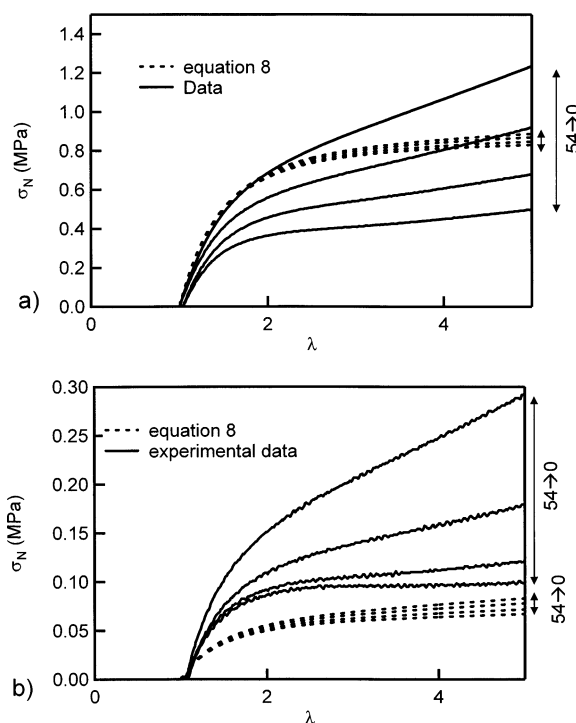 1.4
1.2
1.0
0.8
0.6
0.4
0.2
0.0
σN (MPa)
equation 8
Data
54→0
a)
0
2
4
λ
0.30
0.25
0.20
0.15
0.10
0.05
0.00
σN (MPa)
equation 8
experimental data
54→0
54→0
b)
0
2
4
λ